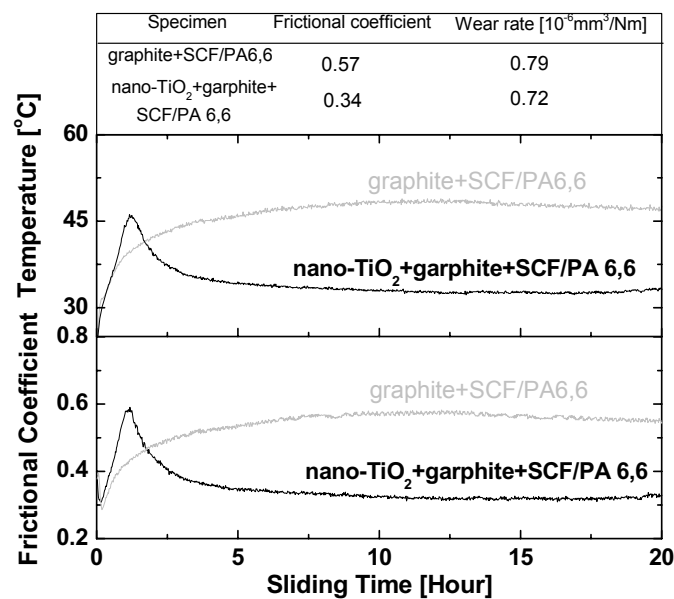 Specimen Frictional coefficient Wear rate [10⁻⁶mm³/Nm]
graphite+SCF/PA6,6 0.57 0.79
nano-TiO₂+garphite+
SCF/PA 6,6 0.34 0.72
Temperature [°C]
60
45
30
graphite+SCF/PA6,6
nano-TiO₂+garphite+SCF/PA 6,6
Frictional Coefficient
0.8
0.6
0.4
0.2
graphite+SCF/PA6,6
nano-TiO₂+garphite+SCF/PA 6,6
0 5 10 15 20
Sliding Time [Hour]